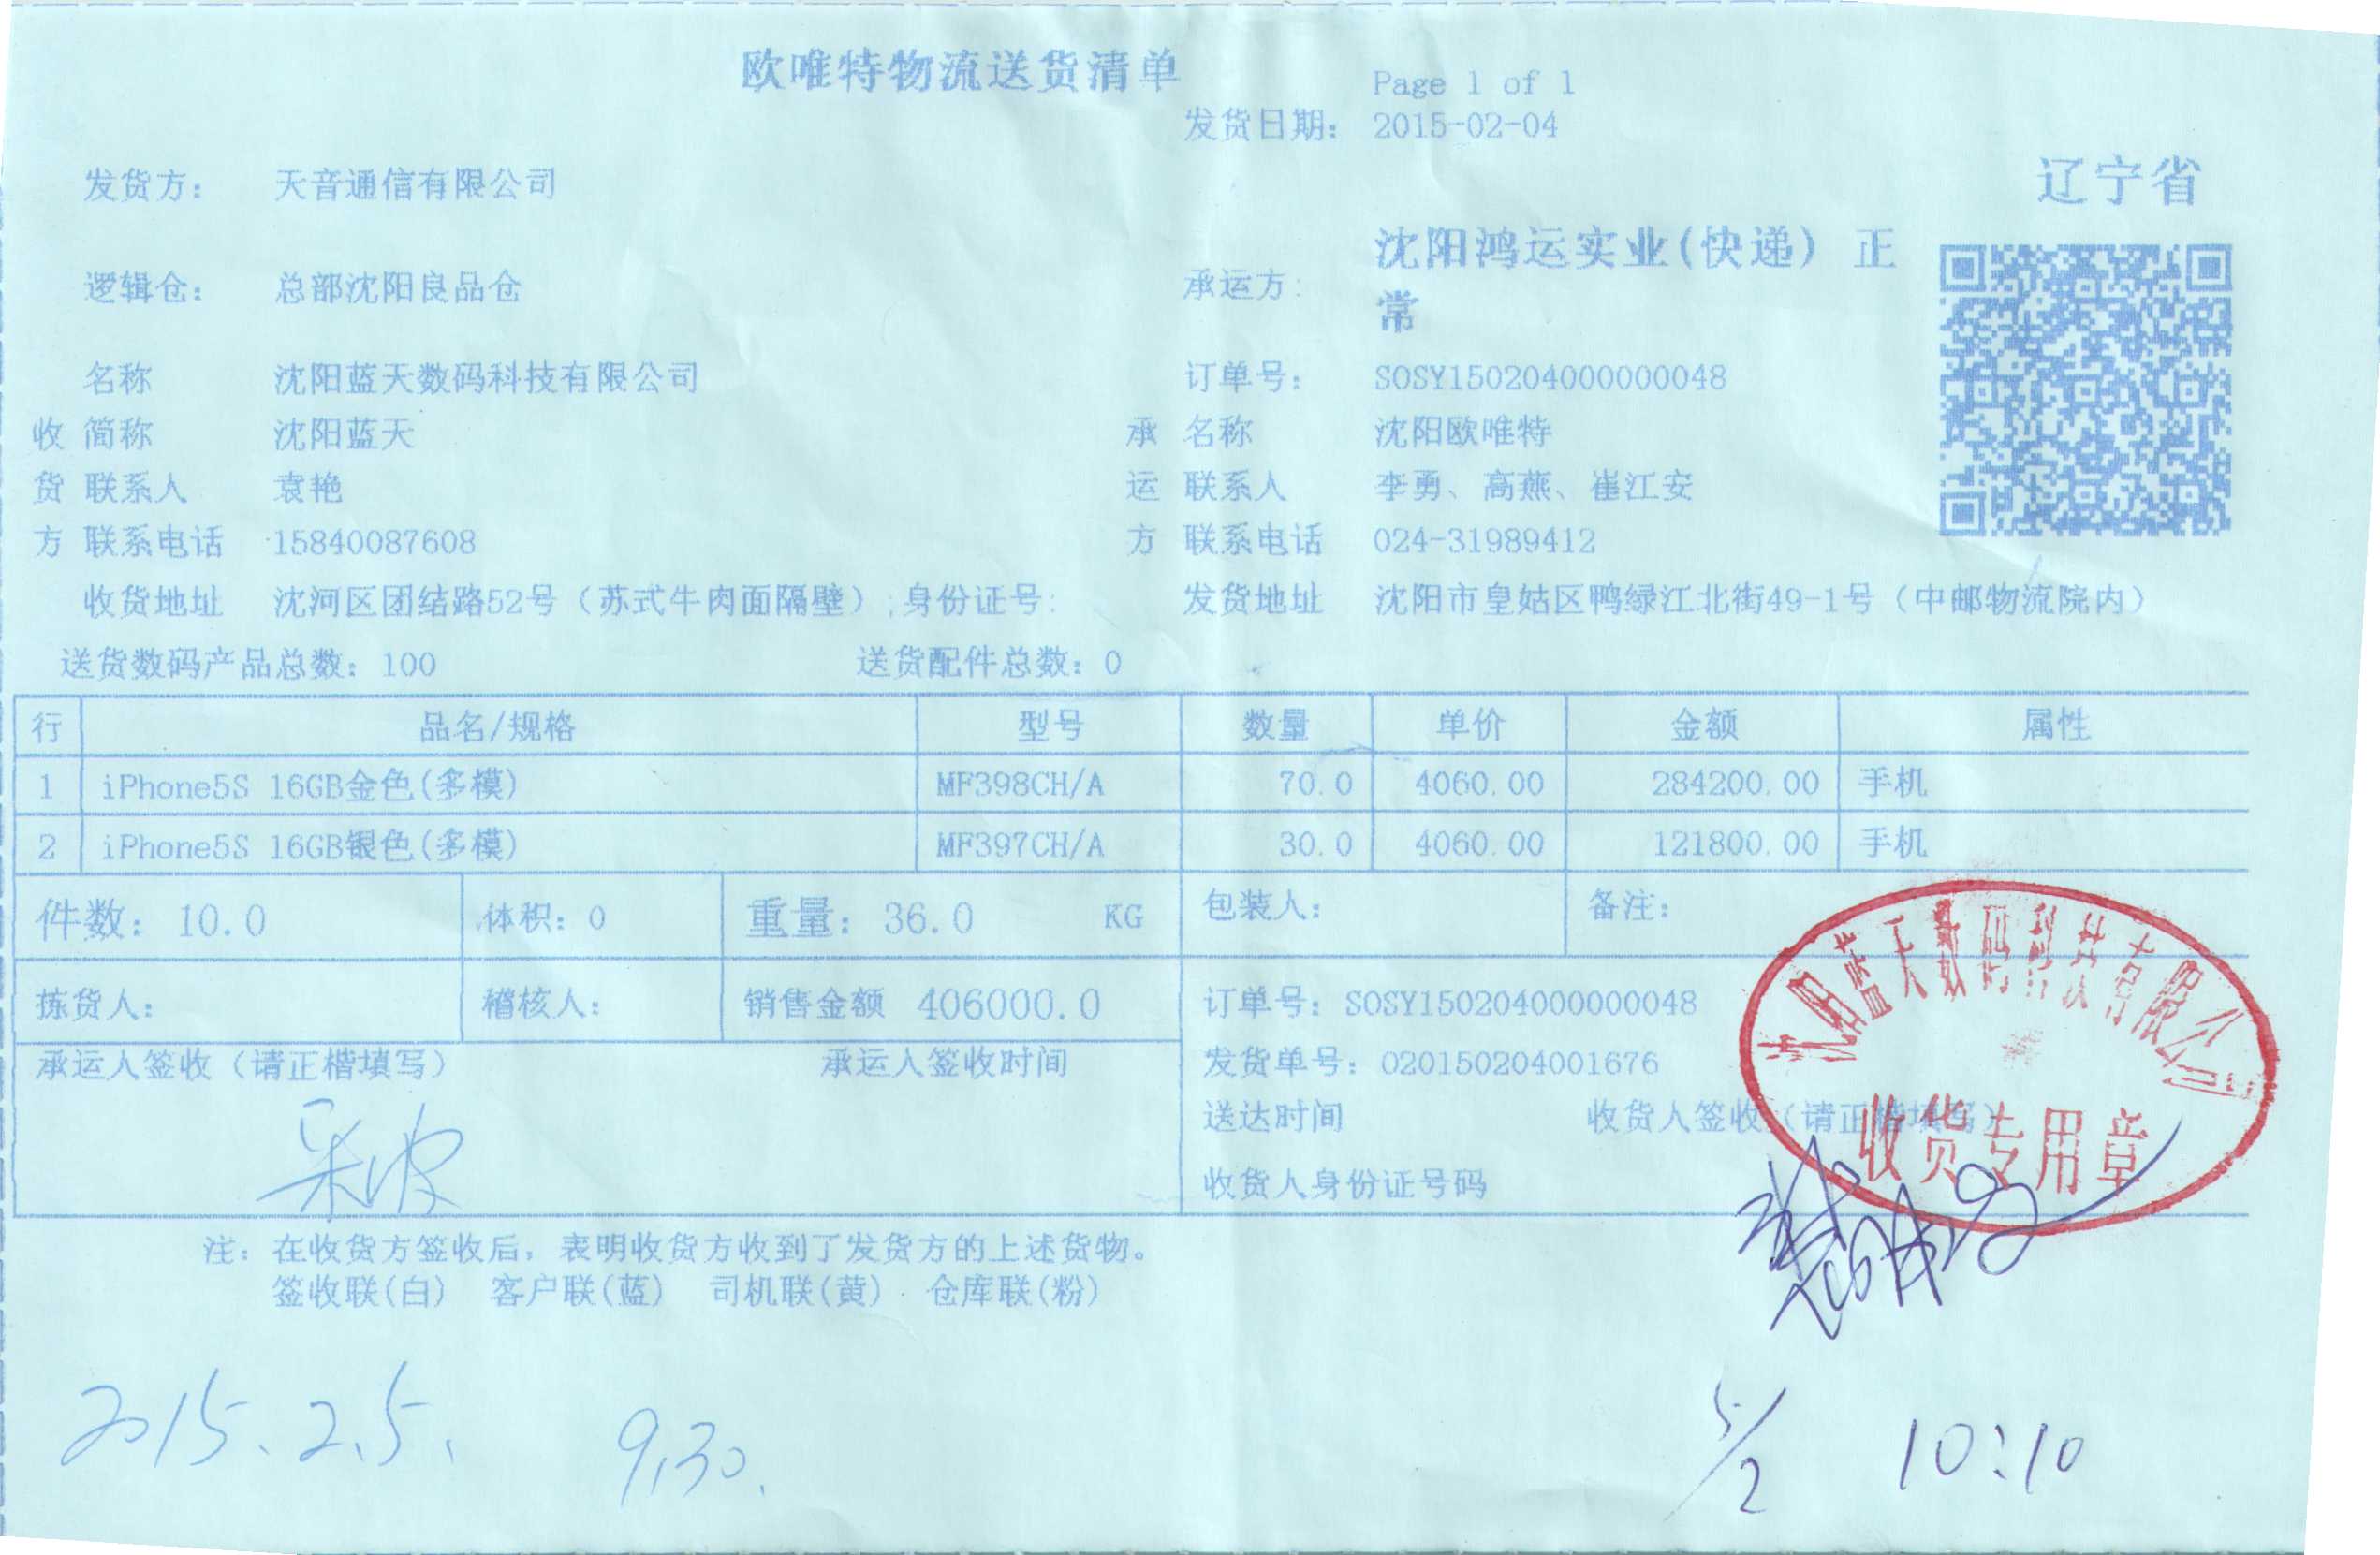 欧唯特物流送货清单
Page 1 of 1
发货日期： 2015-02-04
辽宁省
发货方： 天音通信有限公司
逻辑仓： 总部沈阳良品仓
承运方： 沈阳鸿运实业(快递) 正
常
名称 沈阳蓝天数码科技有限公司 订单号： SOSY150204000000048
收 简称 沈阳蓝天 承 名称 沈阳欧唯特
货 联系人 袁艳 运 联系人 李勇、高燕、崔江安
方 联系电话 15840087608 方 联系电话 024-31989412
收货地址 沈河区团结路52号（苏式牛肉面隔壁）;身份证号: 发货地址 沈阳市皇姑区鸭绿江北街49-1号（中邮物流院内）
送货数码产品总数：100 送货配件总数：0
行 品名/规格 型号 数量 单价 金额 属性
1 iPhone5S 16GB金色(多模) MF398CH/A 70.0 4060.00 284200.00 手机
2 iPhone5S 16GB银色(多模) MF397CH/A 30.0 4060.00 121800.00 手机
件数：10.0 体积：0 重量：36.0 KG 包装人： 备注：
拣货人： 稽核人： 销售金额 406000.0 订单号：SOSY150204000000048
承运人签收（请正楷填写） 承运人签收时间 发货单号：020150204001676
送达时间 收货人签收（请正楷填写）
收货人身份证号码
沈阳蓝天数码科技有限公司
收货专用章
注：在收货方签收后，表明收货方收到了发货方的上述货物。
签收联(白) 客户联(蓝) 司机联(黄) 仓库联(粉)
2015.2.5. 9.30.
5/2 10:10